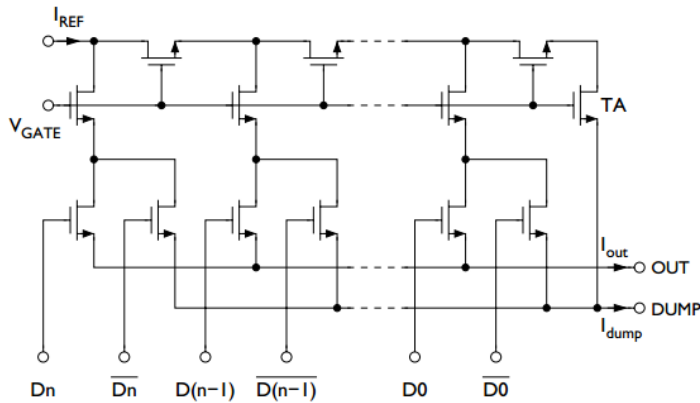 I_REF
V_GATE
TA
I_out
OUT
DUMP
I_dump
Dn
D̅n̅
D(n-1)
D̅(̅n̅-̅1̅)̅
D0
D̅0̅